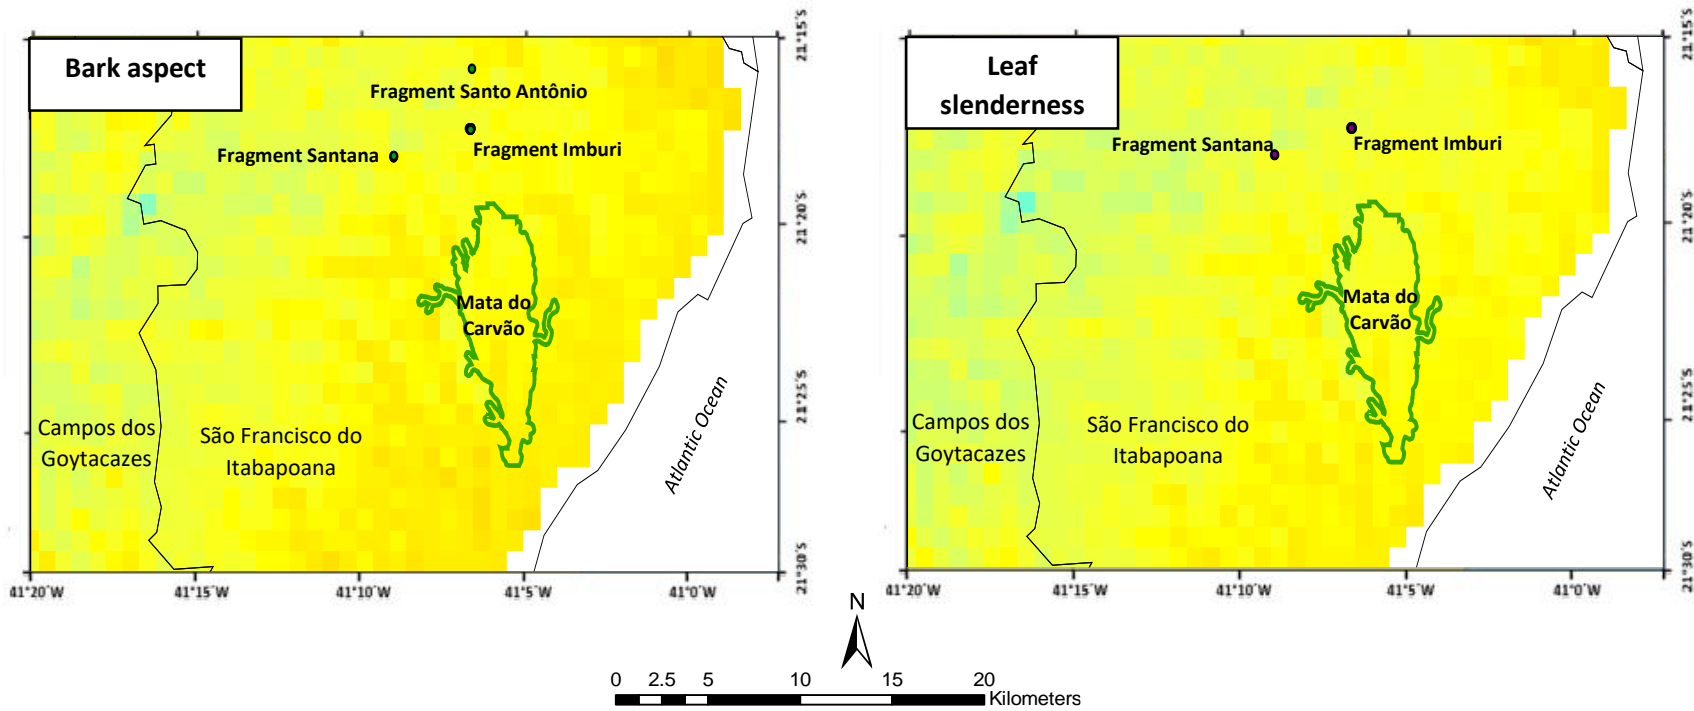 Bark aspect
Fragment Santo Antônio
Fragment Imburi
Fragment Santana
Mata do
Carvão
Campos dos
Goytacazes
São Francisco do
Itabapoana
Atlantic Ocean
21°15'S
21°20'S
21°25'S
21°30'S
41°20'W
41°15'W
41°10'W
41°5'W
41°0'W
Leaf
slenderness
Fragment Santana
Fragment Imburi
Mata do
Carvão
Campos dos
Goytacazes
São Francisco do
Itabapoana
Atlantic Ocean
21°15'S
21°20'S
21°25'S
21°30'S
41°20'W
41°15'W
41°10'W
41°5'W
41°0'W
N
0 2.5 5 10 15 20
Kilometers